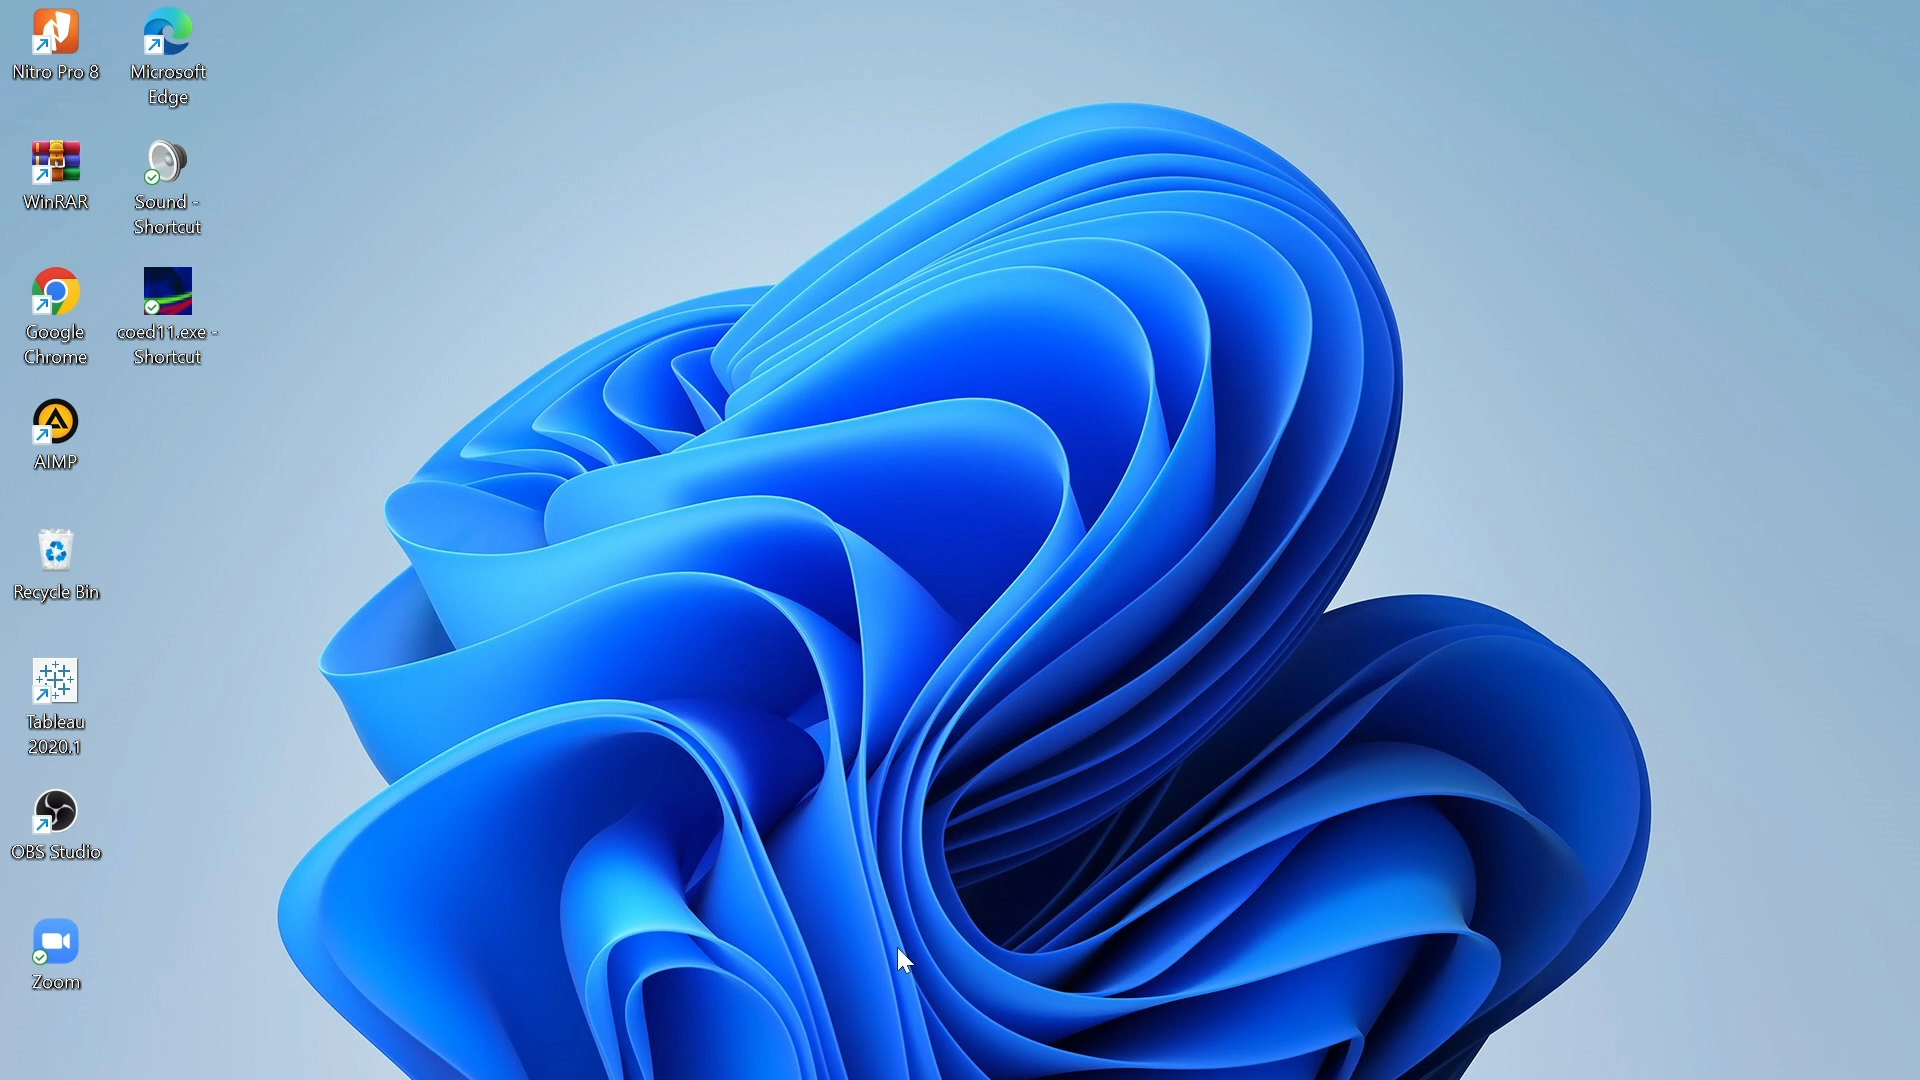 Nitro Pro 8
Microsoft
Edge
WinRAR
Sound -
Shortcut
Google
Chrome
coed11.exe -
Shortcut
AIMP
Recycle Bin
Tableau
2020.1
OBS Studio
Zoom